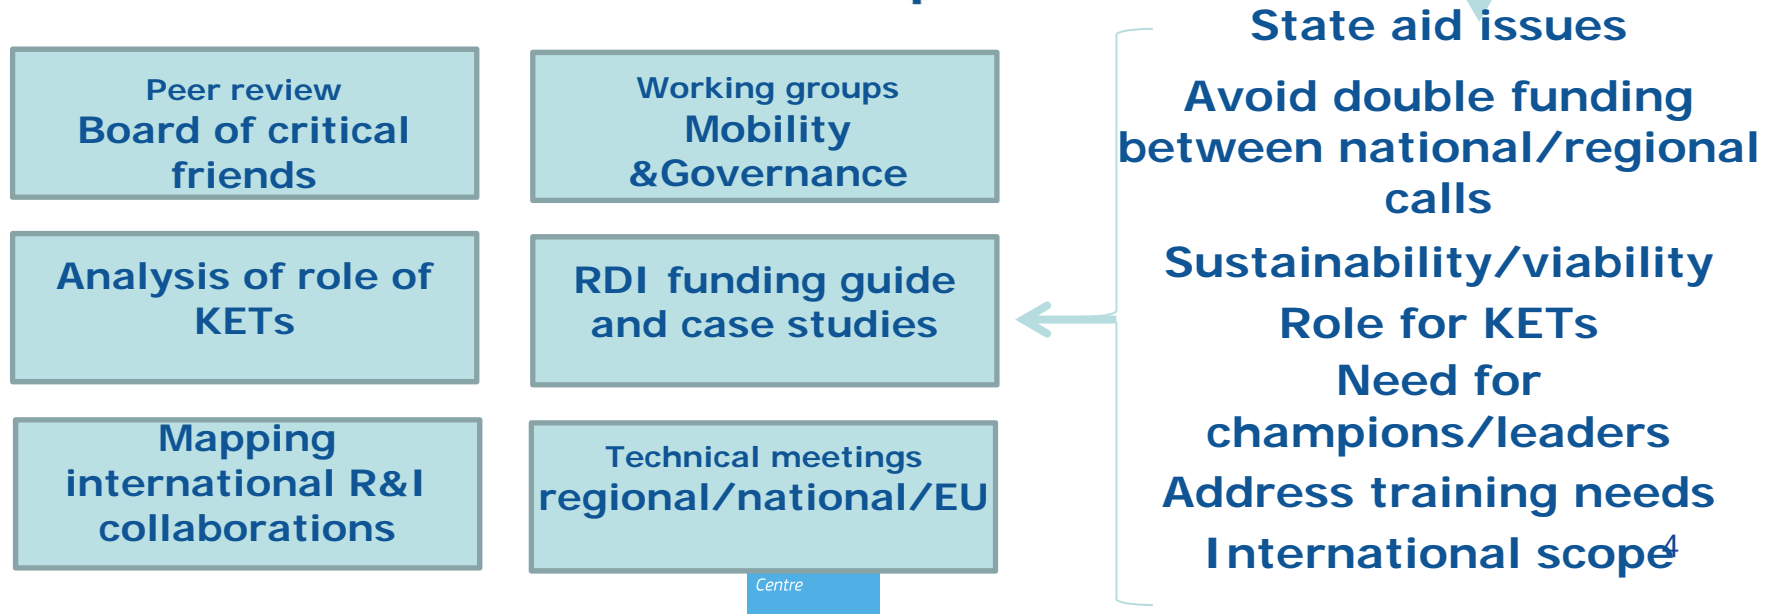 Peer review
Board of critical
friends
Working groups
Mobility
&Governance
Analysis of role of
KETs
RDI funding guide
and case studies
Mapping
international R&I
collaborations
Technical meetings
regional/national/EU
State aid issues
Avoid double funding
between national/regional
calls
Sustainability/viability
Role for KETs
Need for
champions/leaders
Address training needs
International scope
4
Centre